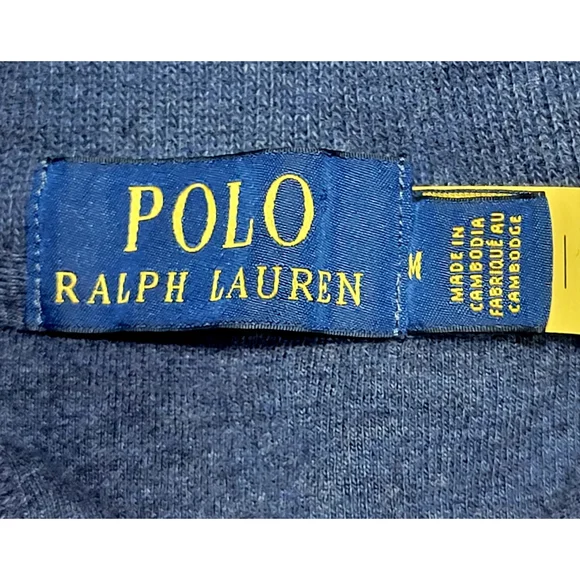 POLO
RALPH LAUREN
M
MADE IN
CAMBODIA
FABRIQUÉ AU
CAMBODGE